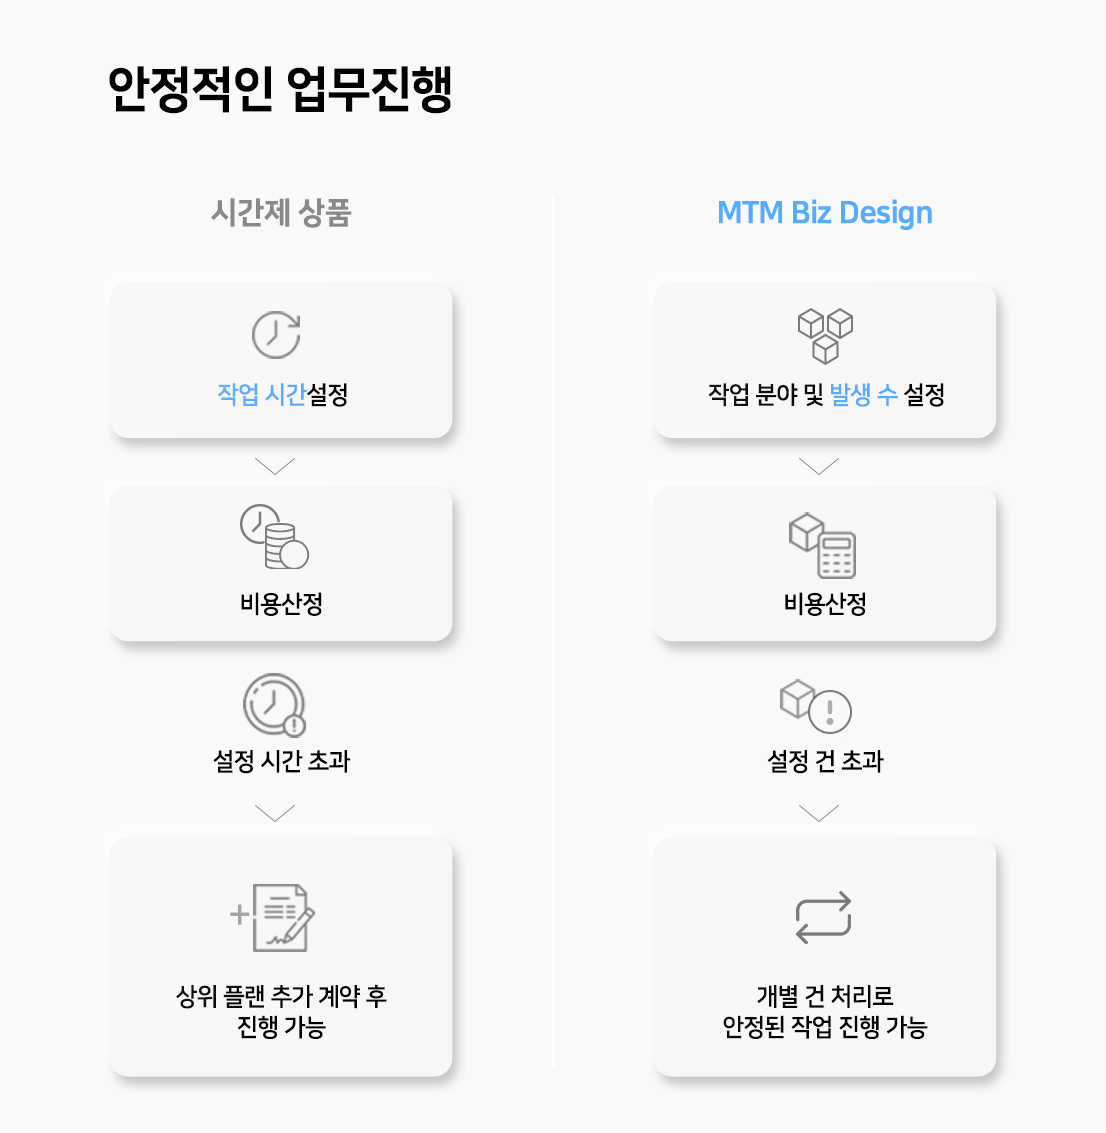 안정적인 업무진행
시간제 상품
작업 시간설정
비용산정
설정 시간 초과
상위 플랜 추가 계약 후
진행 가능
MTM Biz Design
작업 분야 및 발생 수 설정
비용산정
설정 건 초과
개별 건 처리로
안정된 작업 진행 가능